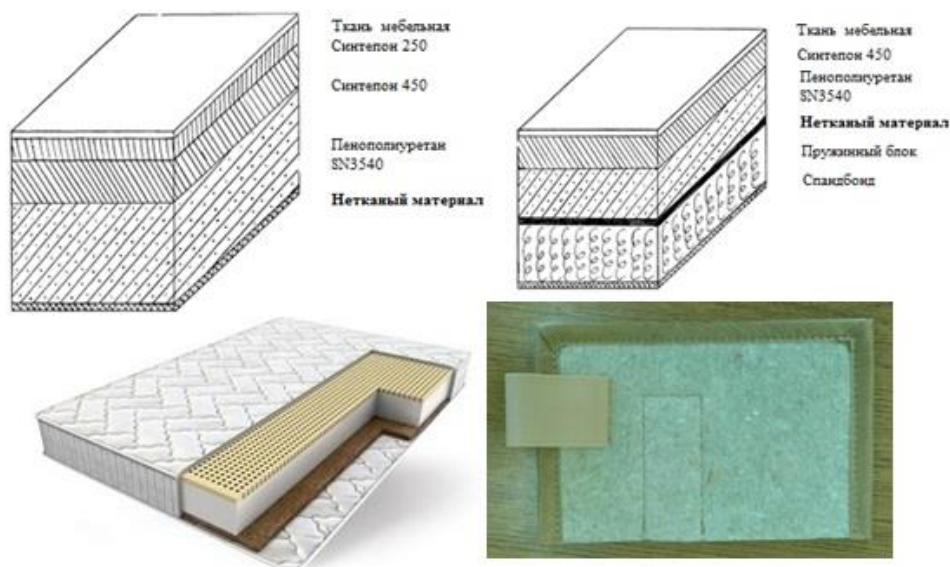 Ткань мебельная
Синтепон 250
Синтепон 450
Пенополиуретан
SN3540
Нетканый материал
Ткань мебельная
Синтепон 450
Пенополиуретан
SN3540
Нетканый материал
Пружинный блок
Спандбонд